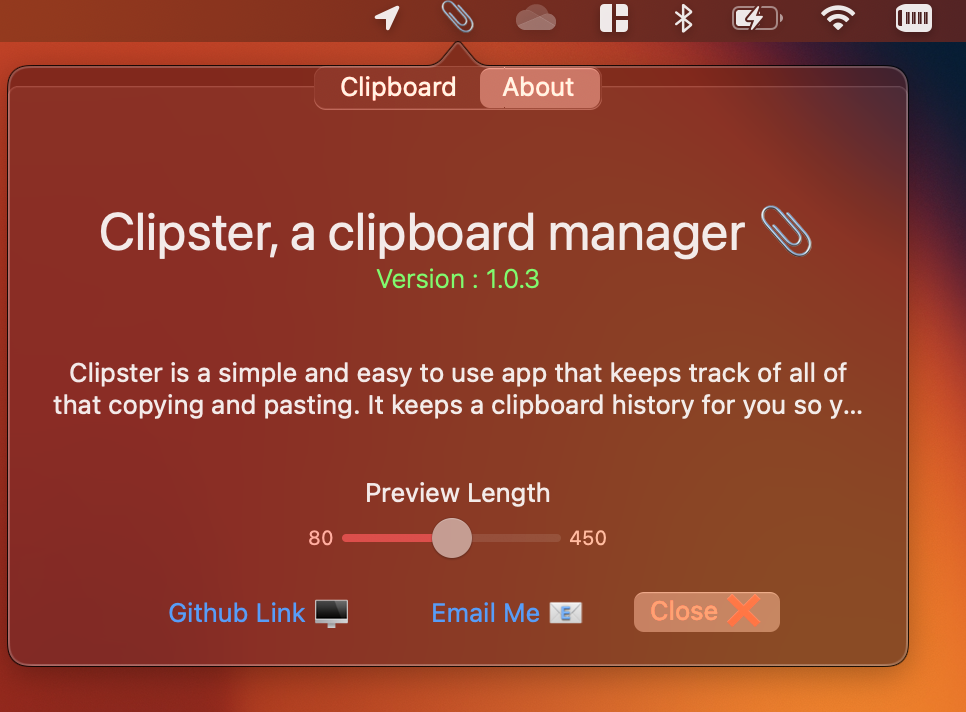 Clipboard
About
Clipster, a clipboard manager 📎
Version : 1.0.3
Clipster is a simple and easy to use app that keeps track of all of
that copying and pasting. It keeps a clipboard history for you so y...
Preview Length
80
450
Github Link 🖥️
Email Me 📧
Close ❌